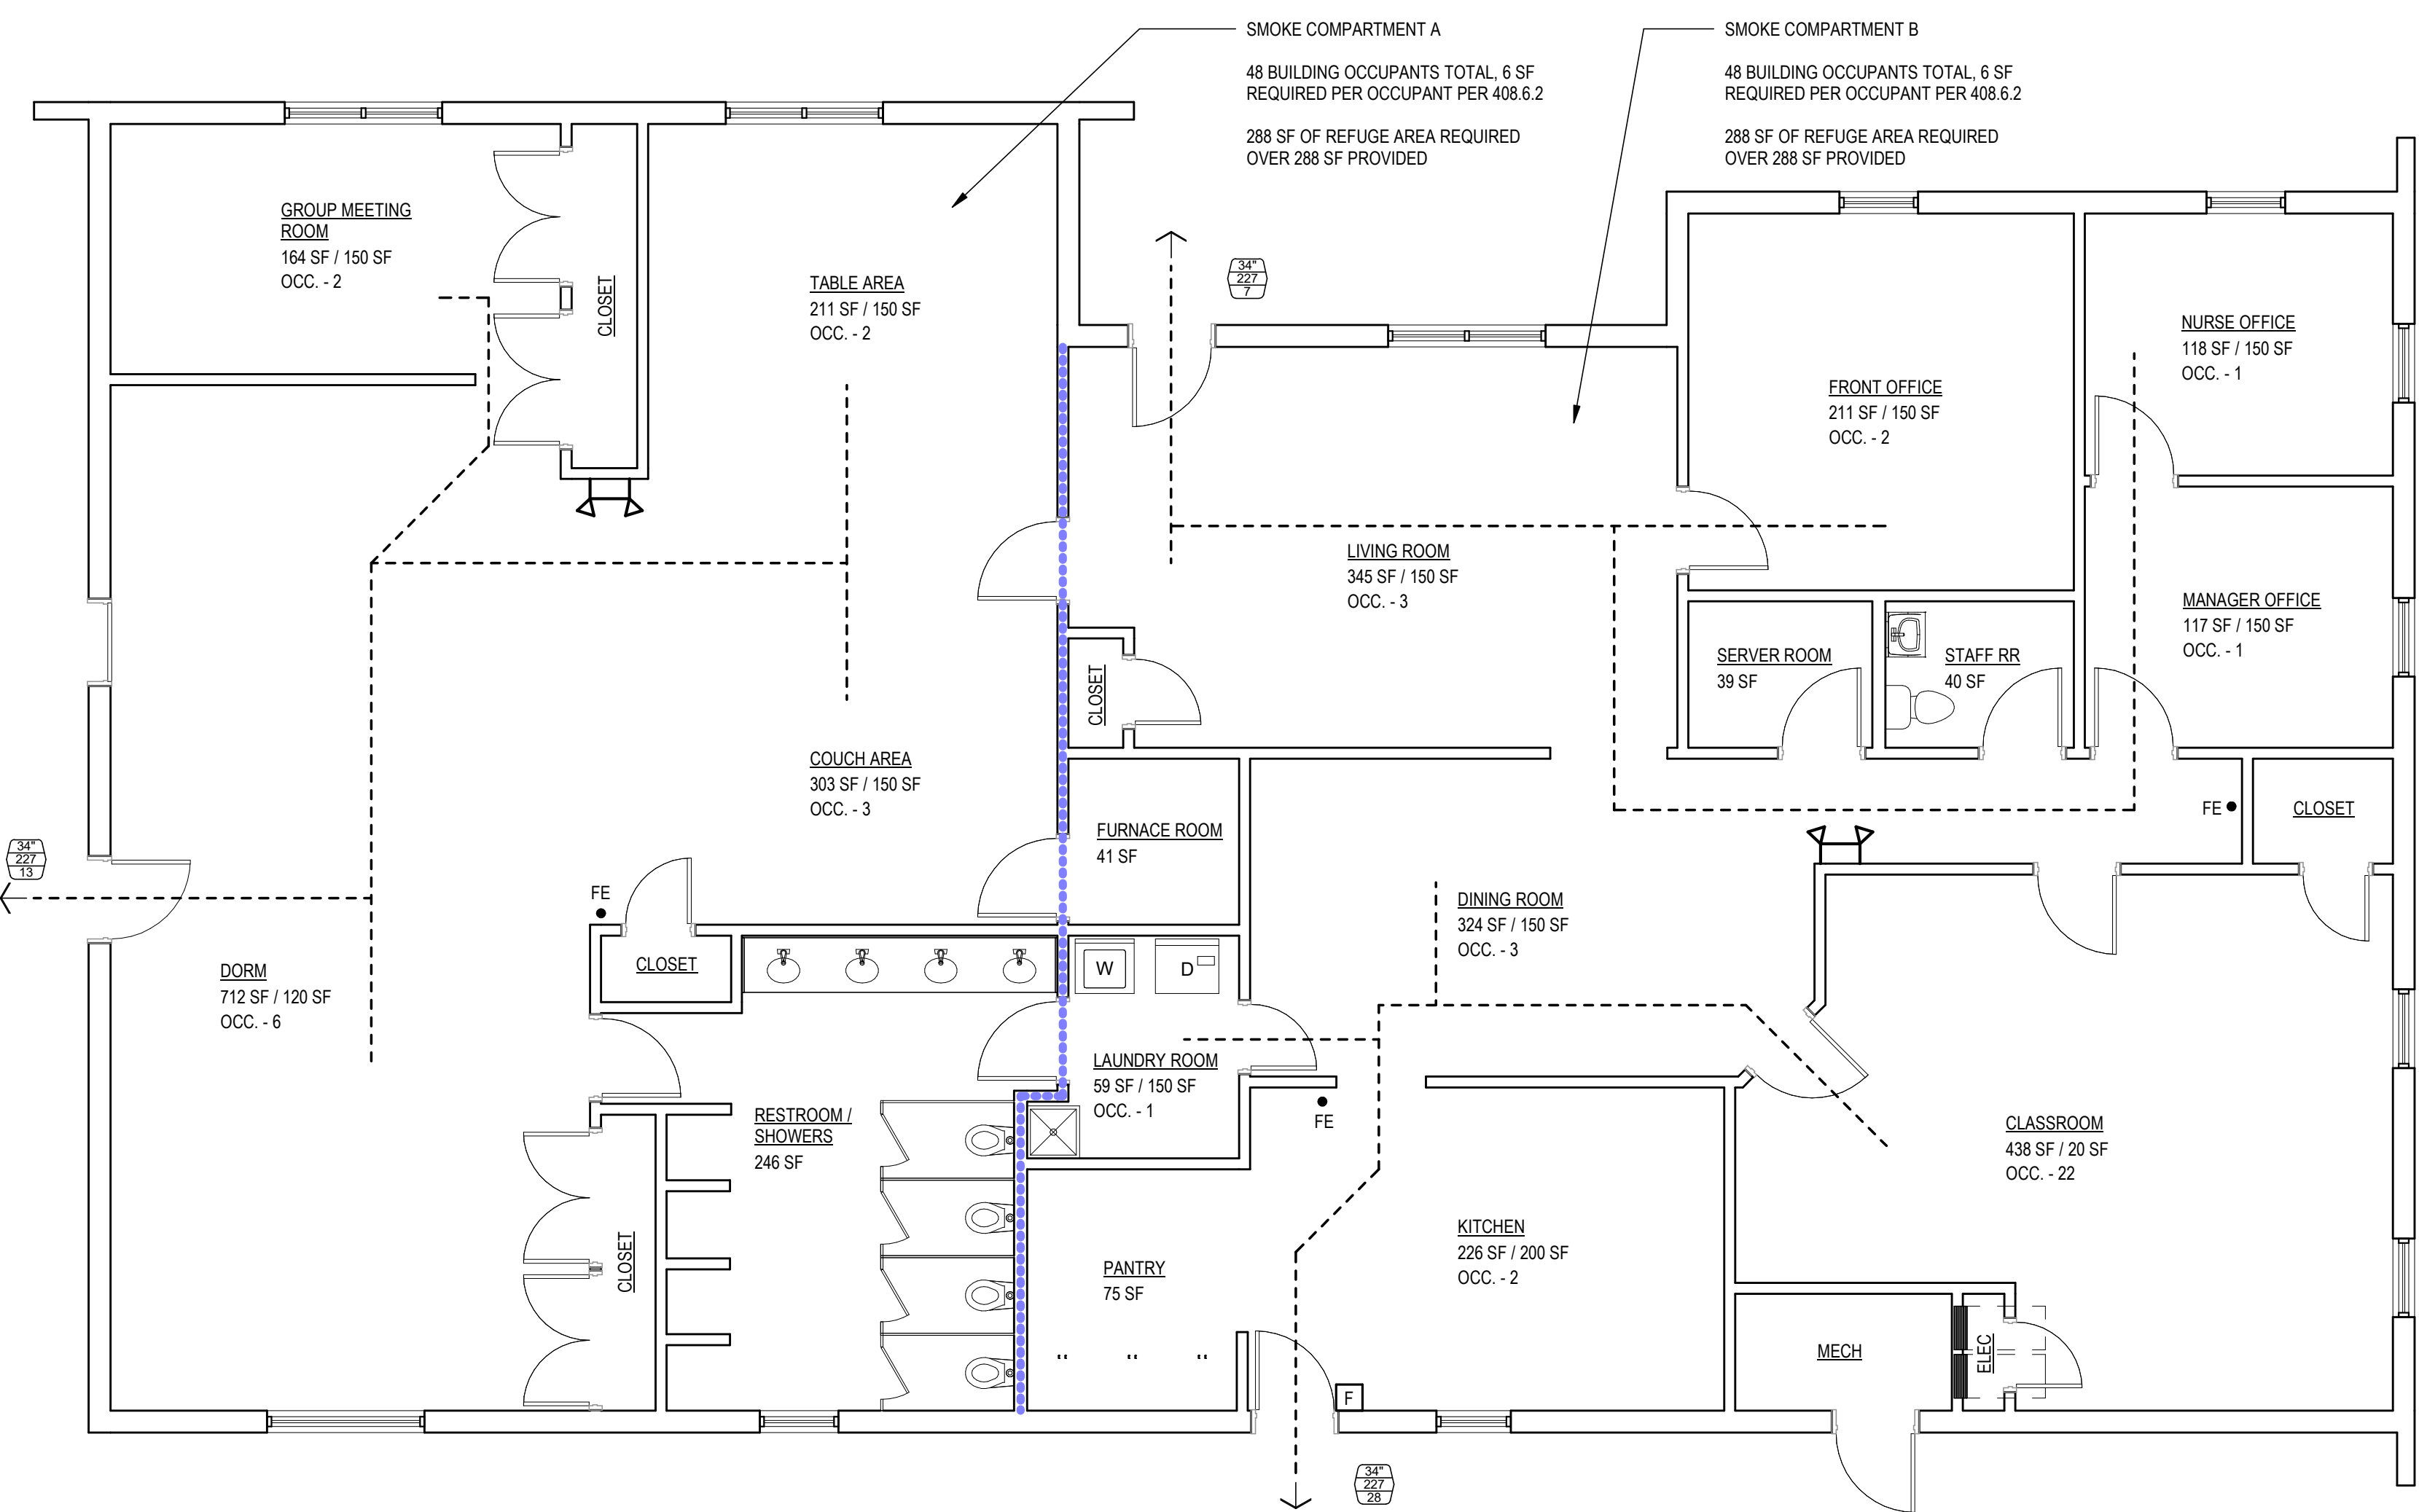 SMOKE COMPARTMENT A
48 BUILDING OCCUPANTS TOTAL, 6 SF
REQUIRED PER OCCUPANT PER 408.6.2
288 SF OF REFUGE AREA REQUIRED
OVER 288 SF PROVIDED
SMOKE COMPARTMENT B
48 BUILDING OCCUPANTS TOTAL, 6 SF
REQUIRED PER OCCUPANT PER 408.6.2
288 SF OF REFUGE AREA REQUIRED
OVER 288 SF PROVIDED
GROUP MEETING
ROOM
164 SF / 150 SF
OCC. - 2
CLOSET
TABLE AREA
211 SF / 150 SF
OCC. - 2
34"
227
7
FRONT OFFICE
211 SF / 150 SF
OCC. - 2
NURSE OFFICE
118 SF / 150 SF
OCC. - 1
LIVING ROOM
345 SF / 150 SF
OCC. - 3
MANAGER OFFICE
117 SF / 150 SF
OCC. - 1
SERVER ROOM
39 SF
STAFF RR
40 SF
CLOSET
COUCH AREA
303 SF / 150 SF
OCC. - 3
FURNACE ROOM
41 SF
FE
CLOSET
34"
227
13
FE
DINING ROOM
324 SF / 150 SF
OCC. - 3
DORM
712 SF / 120 SF
OCC. - 6
CLOSET
W
D
LAUNDRY ROOM
59 SF / 150 SF
OCC. - 1
FE
RESTROOM /
SHOWERS
246 SF
CLASSROOM
438 SF / 20 SF
OCC. - 22
CLOSET
PANTRY
75 SF
KITCHEN
226 SF / 200 SF
OCC. - 2
MECH
ELEC
F
34"
227
28